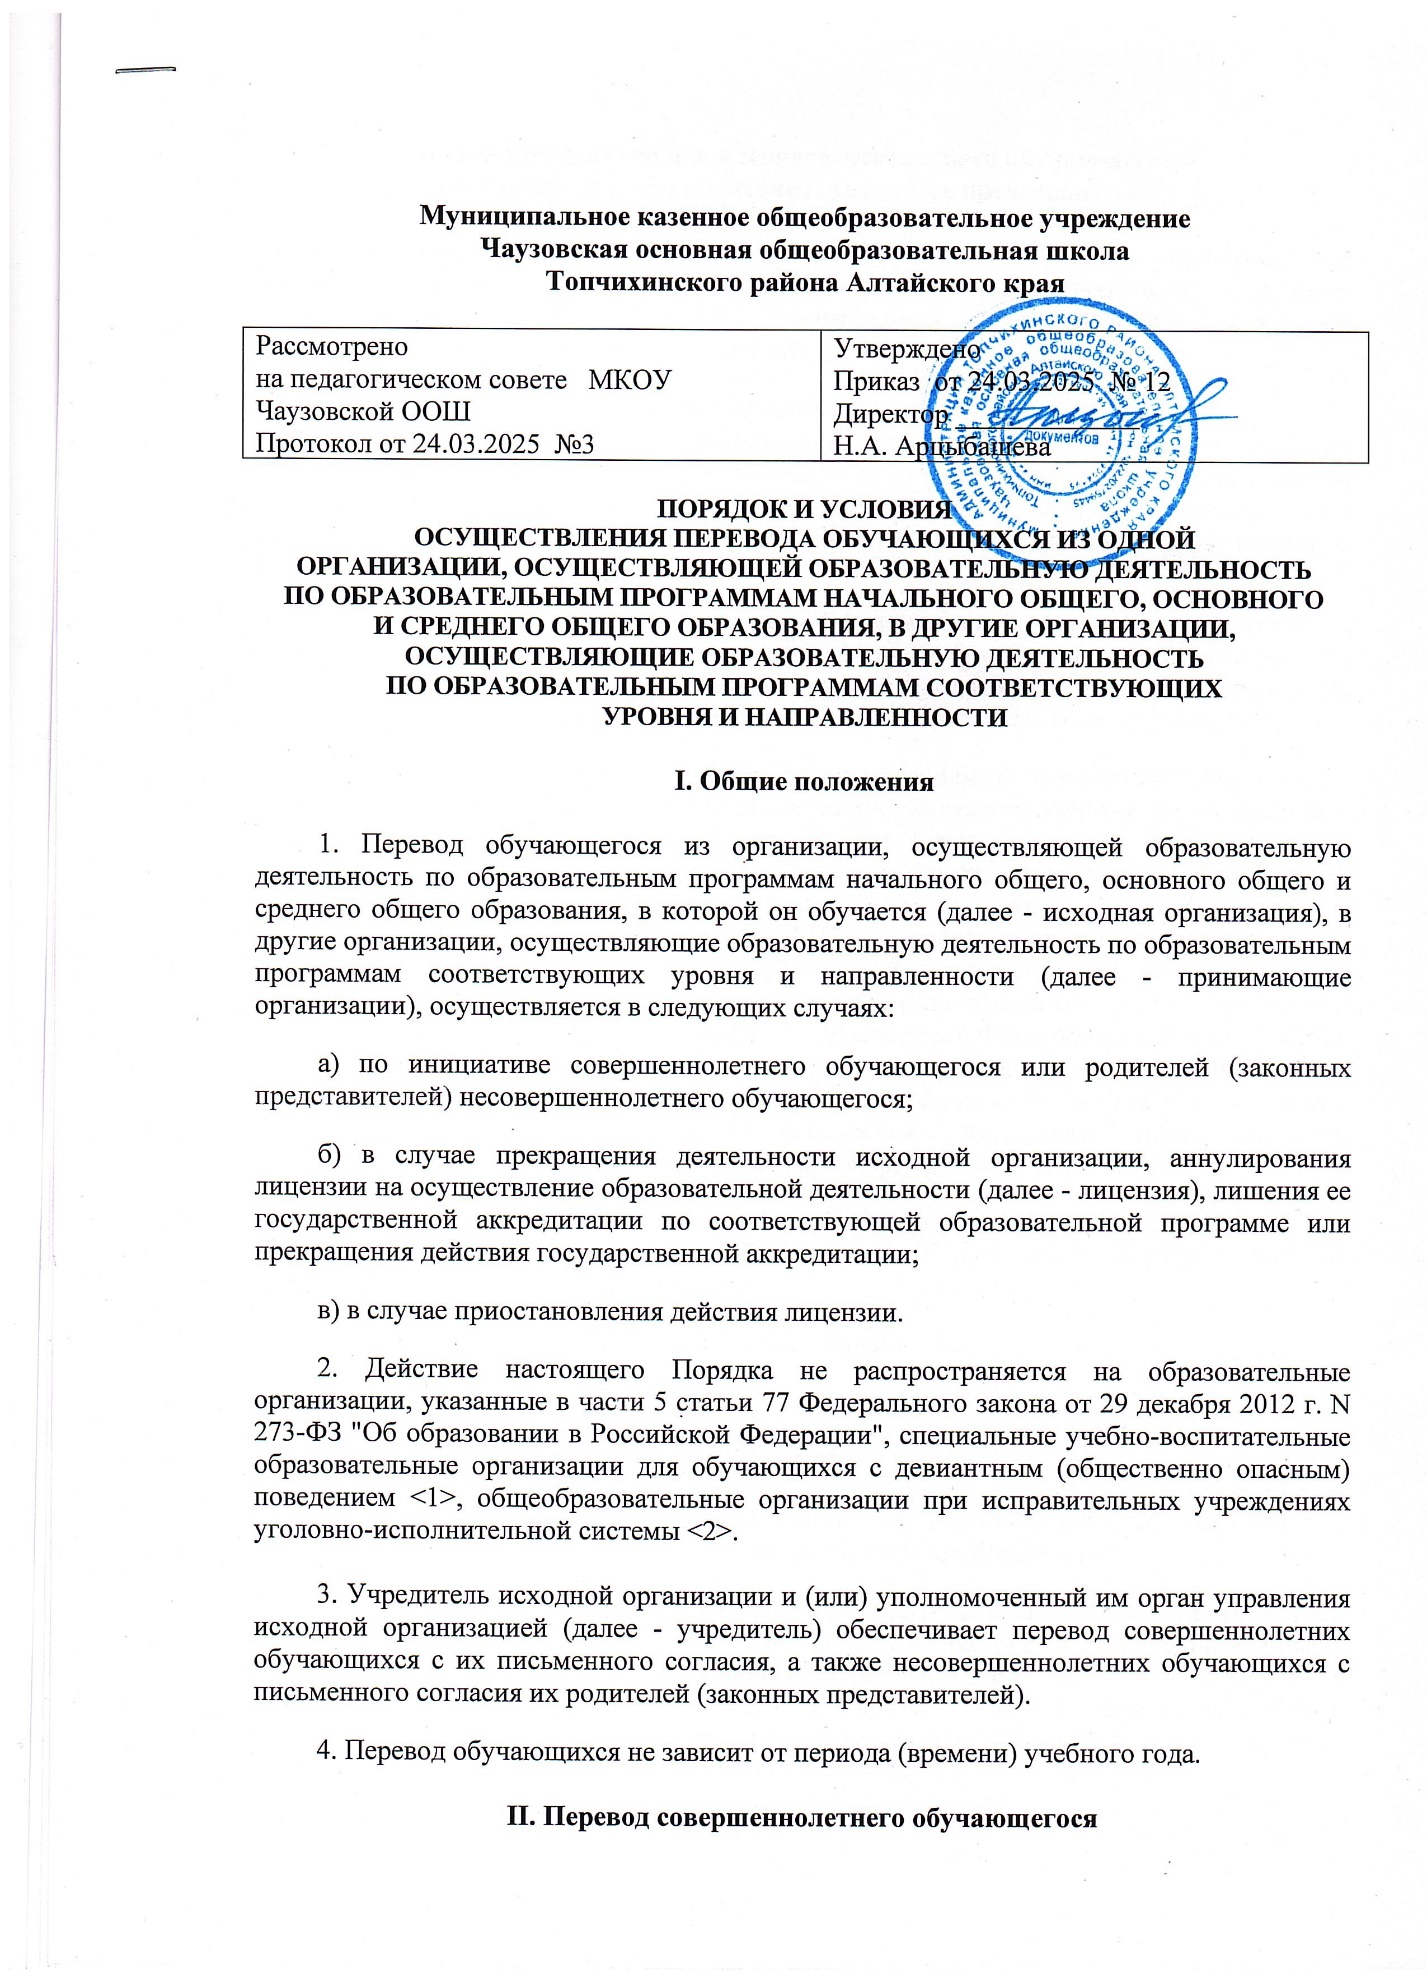 Муниципальное казенное общеобразовательное учреждение
Чаузовская основная общеобразовательная школа
Топчихинского района Алтайского края
Рассмотрено
на педагогическом совете МКОУ
Чаузовской ООШ
Протокол от 24.03.2025 №3
Утверждено
Приказ от 24.03.2025 № 12
Директор
Н.А. Арцыбашева
ПОРЯДОК И УСЛОВИЯ
ОСУЩЕСТВЛЕНИЯ ПЕРЕВОДА ОБУЧАЮЩИХСЯ ИЗ ОДНОЙ
ОРГАНИЗАЦИИ, ОСУЩЕСТВЛЯЮЩЕЙ ОБРАЗОВАТЕЛЬНУЮ ДЕЯТЕЛЬНОСТЬ
ПО ОБРАЗОВАТЕЛЬНЫМ ПРОГРАММАМ НАЧАЛЬНОГО ОБЩЕГО, ОСНОВНОГО
И СРЕДНЕГО ОБЩЕГО ОБРАЗОВАНИЯ, В ДРУГИЕ ОРГАНИЗАЦИИ,
ОСУЩЕСТВЛЯЮЩИЕ ОБРАЗОВАТЕЛЬНУЮ ДЕЯТЕЛЬНОСТЬ
ПО ОБРАЗОВАТЕЛЬНЫМ ПРОГРАММАМ СООТВЕТСТВУЮЩИХ
УРОВНЯ И НАПРАВЛЕННОСТИ
I. Общие положения
1. Перевод обучающегося из организации, осуществляющей образовательную
деятельность по образовательным программам начального общего, основного общего и
среднего общего образования, в которой он обучается (далее - исходная организация), в
другие организации, осуществляющие образовательную деятельность по образовательным
программам соответствующих уровня и направленности (далее - принимающие
организации), осуществляется в следующих случаях:
а) по инициативе совершеннолетнего обучающегося или родителей (законных
представителей) несовершеннолетнего обучающегося;
б) в случае прекращения деятельности исходной организации, аннулирования
лицензии на осуществление образовательной деятельности (далее - лицензия), лишения ее
государственной аккредитации по соответствующей образовательной программе или
прекращения действия государственной аккредитации;
в) в случае приостановления действия лицензии.
2. Действие настоящего Порядка не распространяется на образовательные
организации, указанные в части 5 статьи 77 Федерального закона от 29 декабря 2012 г. N
273-ФЗ "Об образовании в Российской Федерации", специальные учебно-воспитательные
образовательные организации для обучающихся с девиантным (общественно опасным)
поведением <1>, общеобразовательные организации при исправительных учреждениях
уголовно-исполнительной системы <2>.
3. Учредитель исходной организации и (или) уполномоченный им орган управления
исходной организацией (далее - учредитель) обеспечивает перевод совершеннолетних
обучающихся с их письменного согласия, а также несовершеннолетних обучающихся с
письменного согласия их родителей (законных представителей).
4. Перевод обучающихся не зависит от периода (времени) учебного года.
II. Перевод совершеннолетнего обучающегося